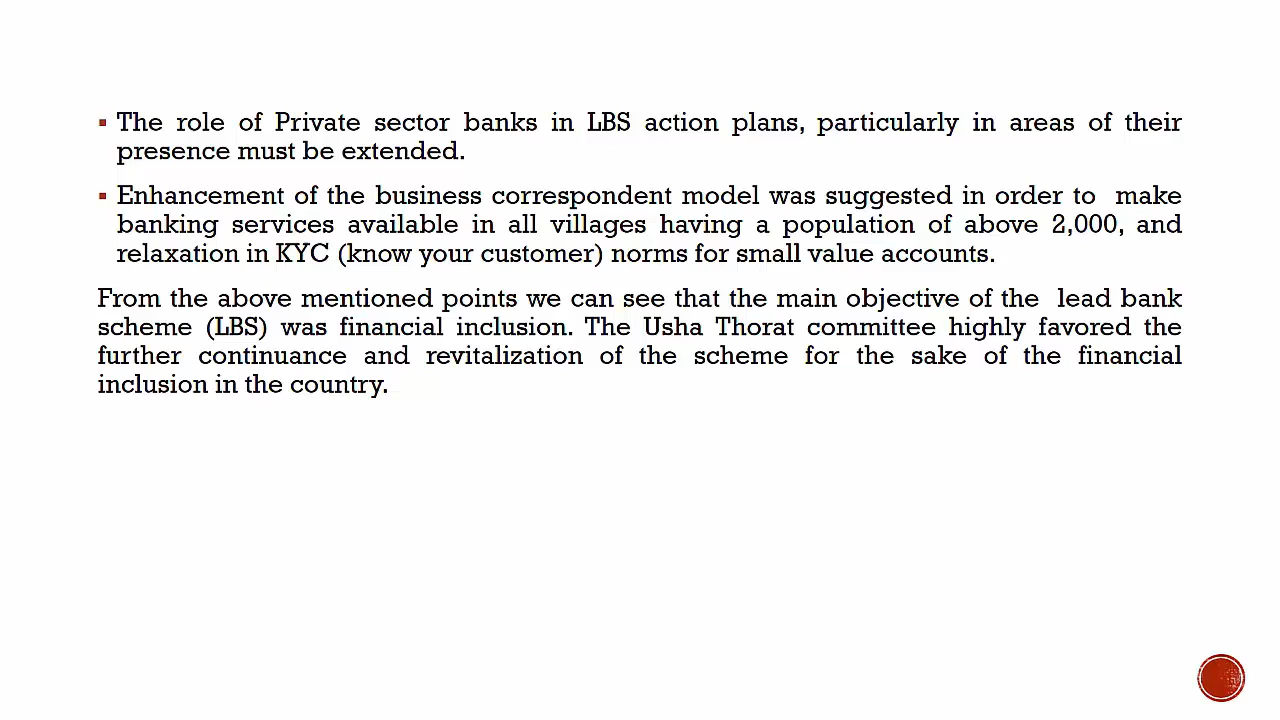 ▪ The role of Private sector banks in LBS action plans, particularly in areas of their
presence must be extended.
▪ Enhancement of the business correspondent model was suggested in order to make
banking services available in all villages having a population of above 2,000, and
relaxation in KYC (know your customer) norms for small value accounts.
From the above mentioned points we can see that the main objective of the lead bank
scheme (LBS) was financial inclusion. The Usha Thorat committee highly favored the
further continuance and revitalization of the scheme for the sake of the financial
inclusion in the country.